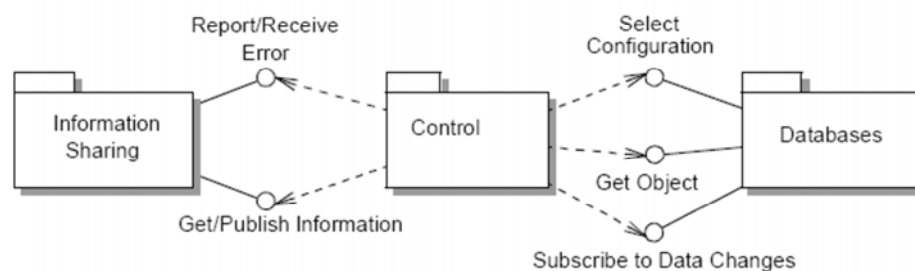 Report/Receive
Error
Select
Configuration
Information
Sharing
Control
Databases
Get Object
Get/Publish Information
Subscribe to Data Changes